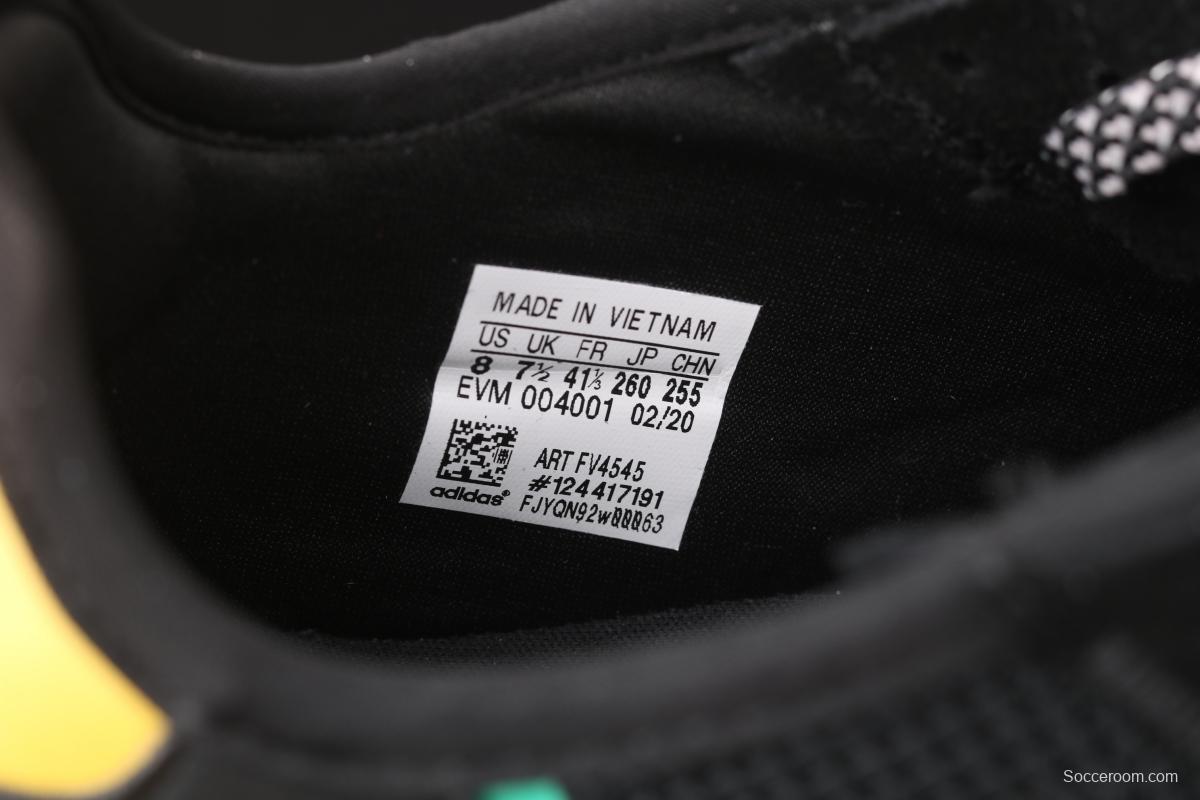 MADE IN VIETNAM
US UK FR JP CHN
8 7½ 41⅓ 260 255
EVM 004001 02/20
ART FV4545
#124417191
adidas®
FJYQN92w00063
Socceroom.com